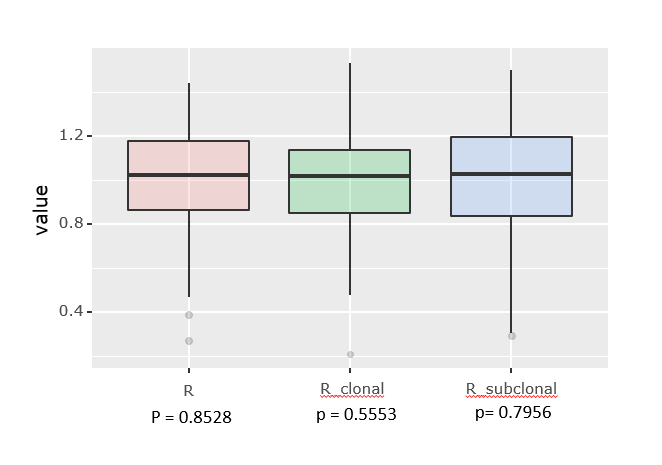 value
1.2
0.8
0.4
R
R_clonal
R_subclonal
P = 0.8528
p = 0.5553
p= 0.7956